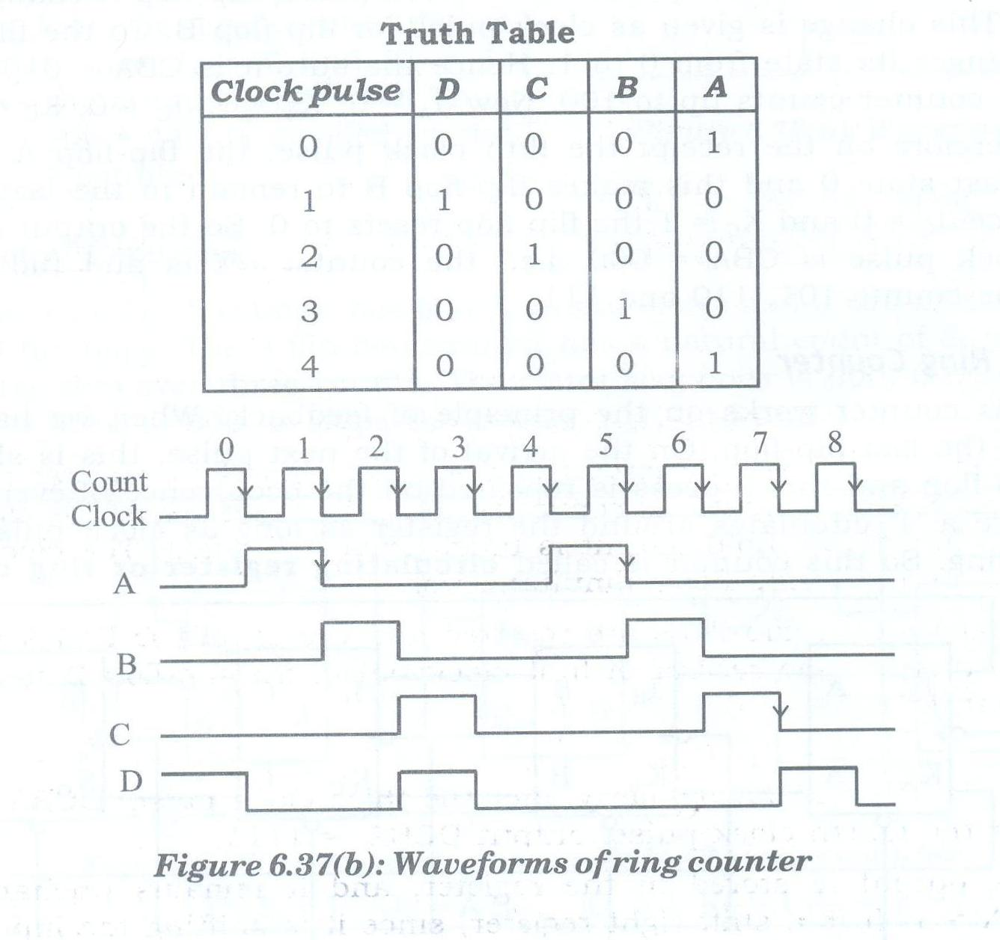 Truth Table
Clock pulse D C B A
0 0 0 0 1
1 1 0 0 0
2 0 1 0 0
3 0 0 1 0
4 0 0 0 1
0 1 2 3 4 5 6 7 8
Count
Clock
A
B
C
D
Figure 6.37(b): Waveforms of ring counter